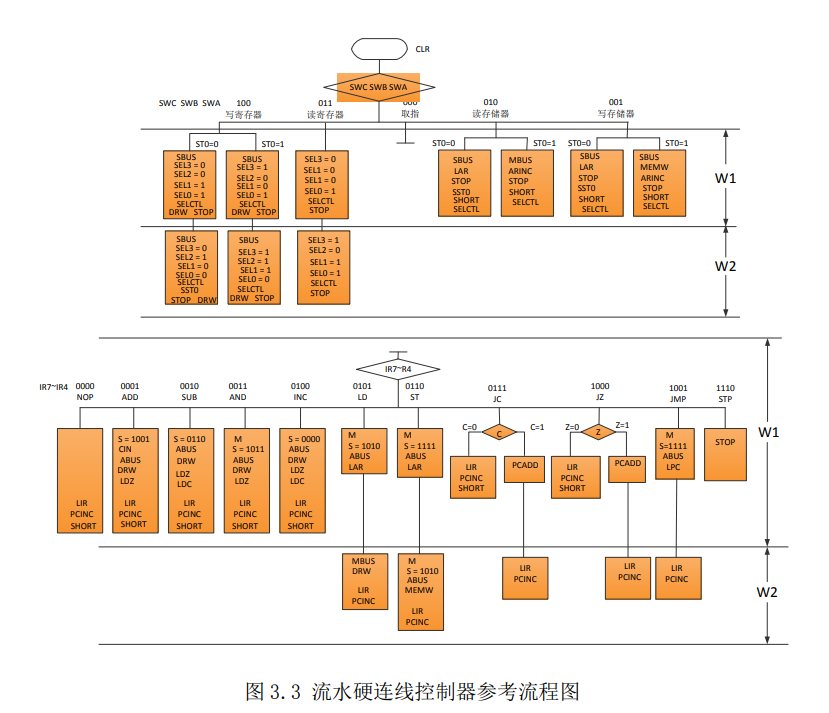 CLR
SWC SWB SWA
SWC SWB SWA 100 011 000 010 001
写寄存器 读寄存器 取指 读存储器 写存储器
ST0=0 ST0=1 ST0=0 ST0=1 ST0=0 ST0=1
SBUS
SEL3 = 0
SEL2 = 0
SEL1 = 1
SEL0 = 1
SELCTL
DRW STOP
SBUS
SEL3 = 1
SEL2 = 0
SEL1 = 0
SEL0 = 1
SELCTL
DRW STOP
SEL3 = 0
SEL1 = 0
SEL1 = 0
SEL0 = 1
SELCTL
STOP
SBUS
LAR
STOP
SST0
SHORT
SELCTL
MBUS
ARINC
STOP
SHORT
SELCTL
SBUS
LAR
STOP
SST0
SHORT
SELCTL
SBUS
MEMW
ARINC
STOP
SHORT
SELCTL
W1
SBUS
SEL3 = 0
SEL2 = 1
SEL1 = 0
SEL0 = 0
SELCTL
SST0
STOP DRW
SBUS
SEL3 = 1
SEL2 = 1
SEL1 = 1
SEL0 = 0
SELCTL
DRW STOP
SEL3 = 1
SEL2 = 0
SEL1 = 1
SEL0 = 1
SELCTL
STOP
W2
IR7~R4
IR7~IR4 0000 0001 0010 0011 0100 0101 0110 0111 1000 1001 1110
NOP ADD SUB AND INC LD ST JC JZ JMP STP
LIR
PCINC
SHORT
S = 1001
CIN
ABUS
DRW
LDZ
LIR
PCINC
SHORT
S = 0110
ABUS
DRW
LDZ
LDC
LIR
PCINC
SHORT
M
S = 1011
ABUS
DRW
LDZ
LIR
PCINC
SHORT
S = 0000
ABUS
DRW
LDZ
LDC
LIR
PCINC
SHORT
M
S = 1010
ABUS
LAR
M
S = 1111
ABUS
LAR
C=0 C C=1
LIR
PCINC
SHORT
PCADD
Z=0 Z Z=1
LIR
PCINC
SHORT
PCADD
M
S=1111
ABUS
LPC
STOP
W1
MBUS
DRW
LIR
PCINC
M
S = 1010
ABUS
MEMW
LIR
PCINC
LIR
PCINC
LIR
PCINC
LIR
PCINC
W2
图 3.3 流水硬连线控制器参考流程图